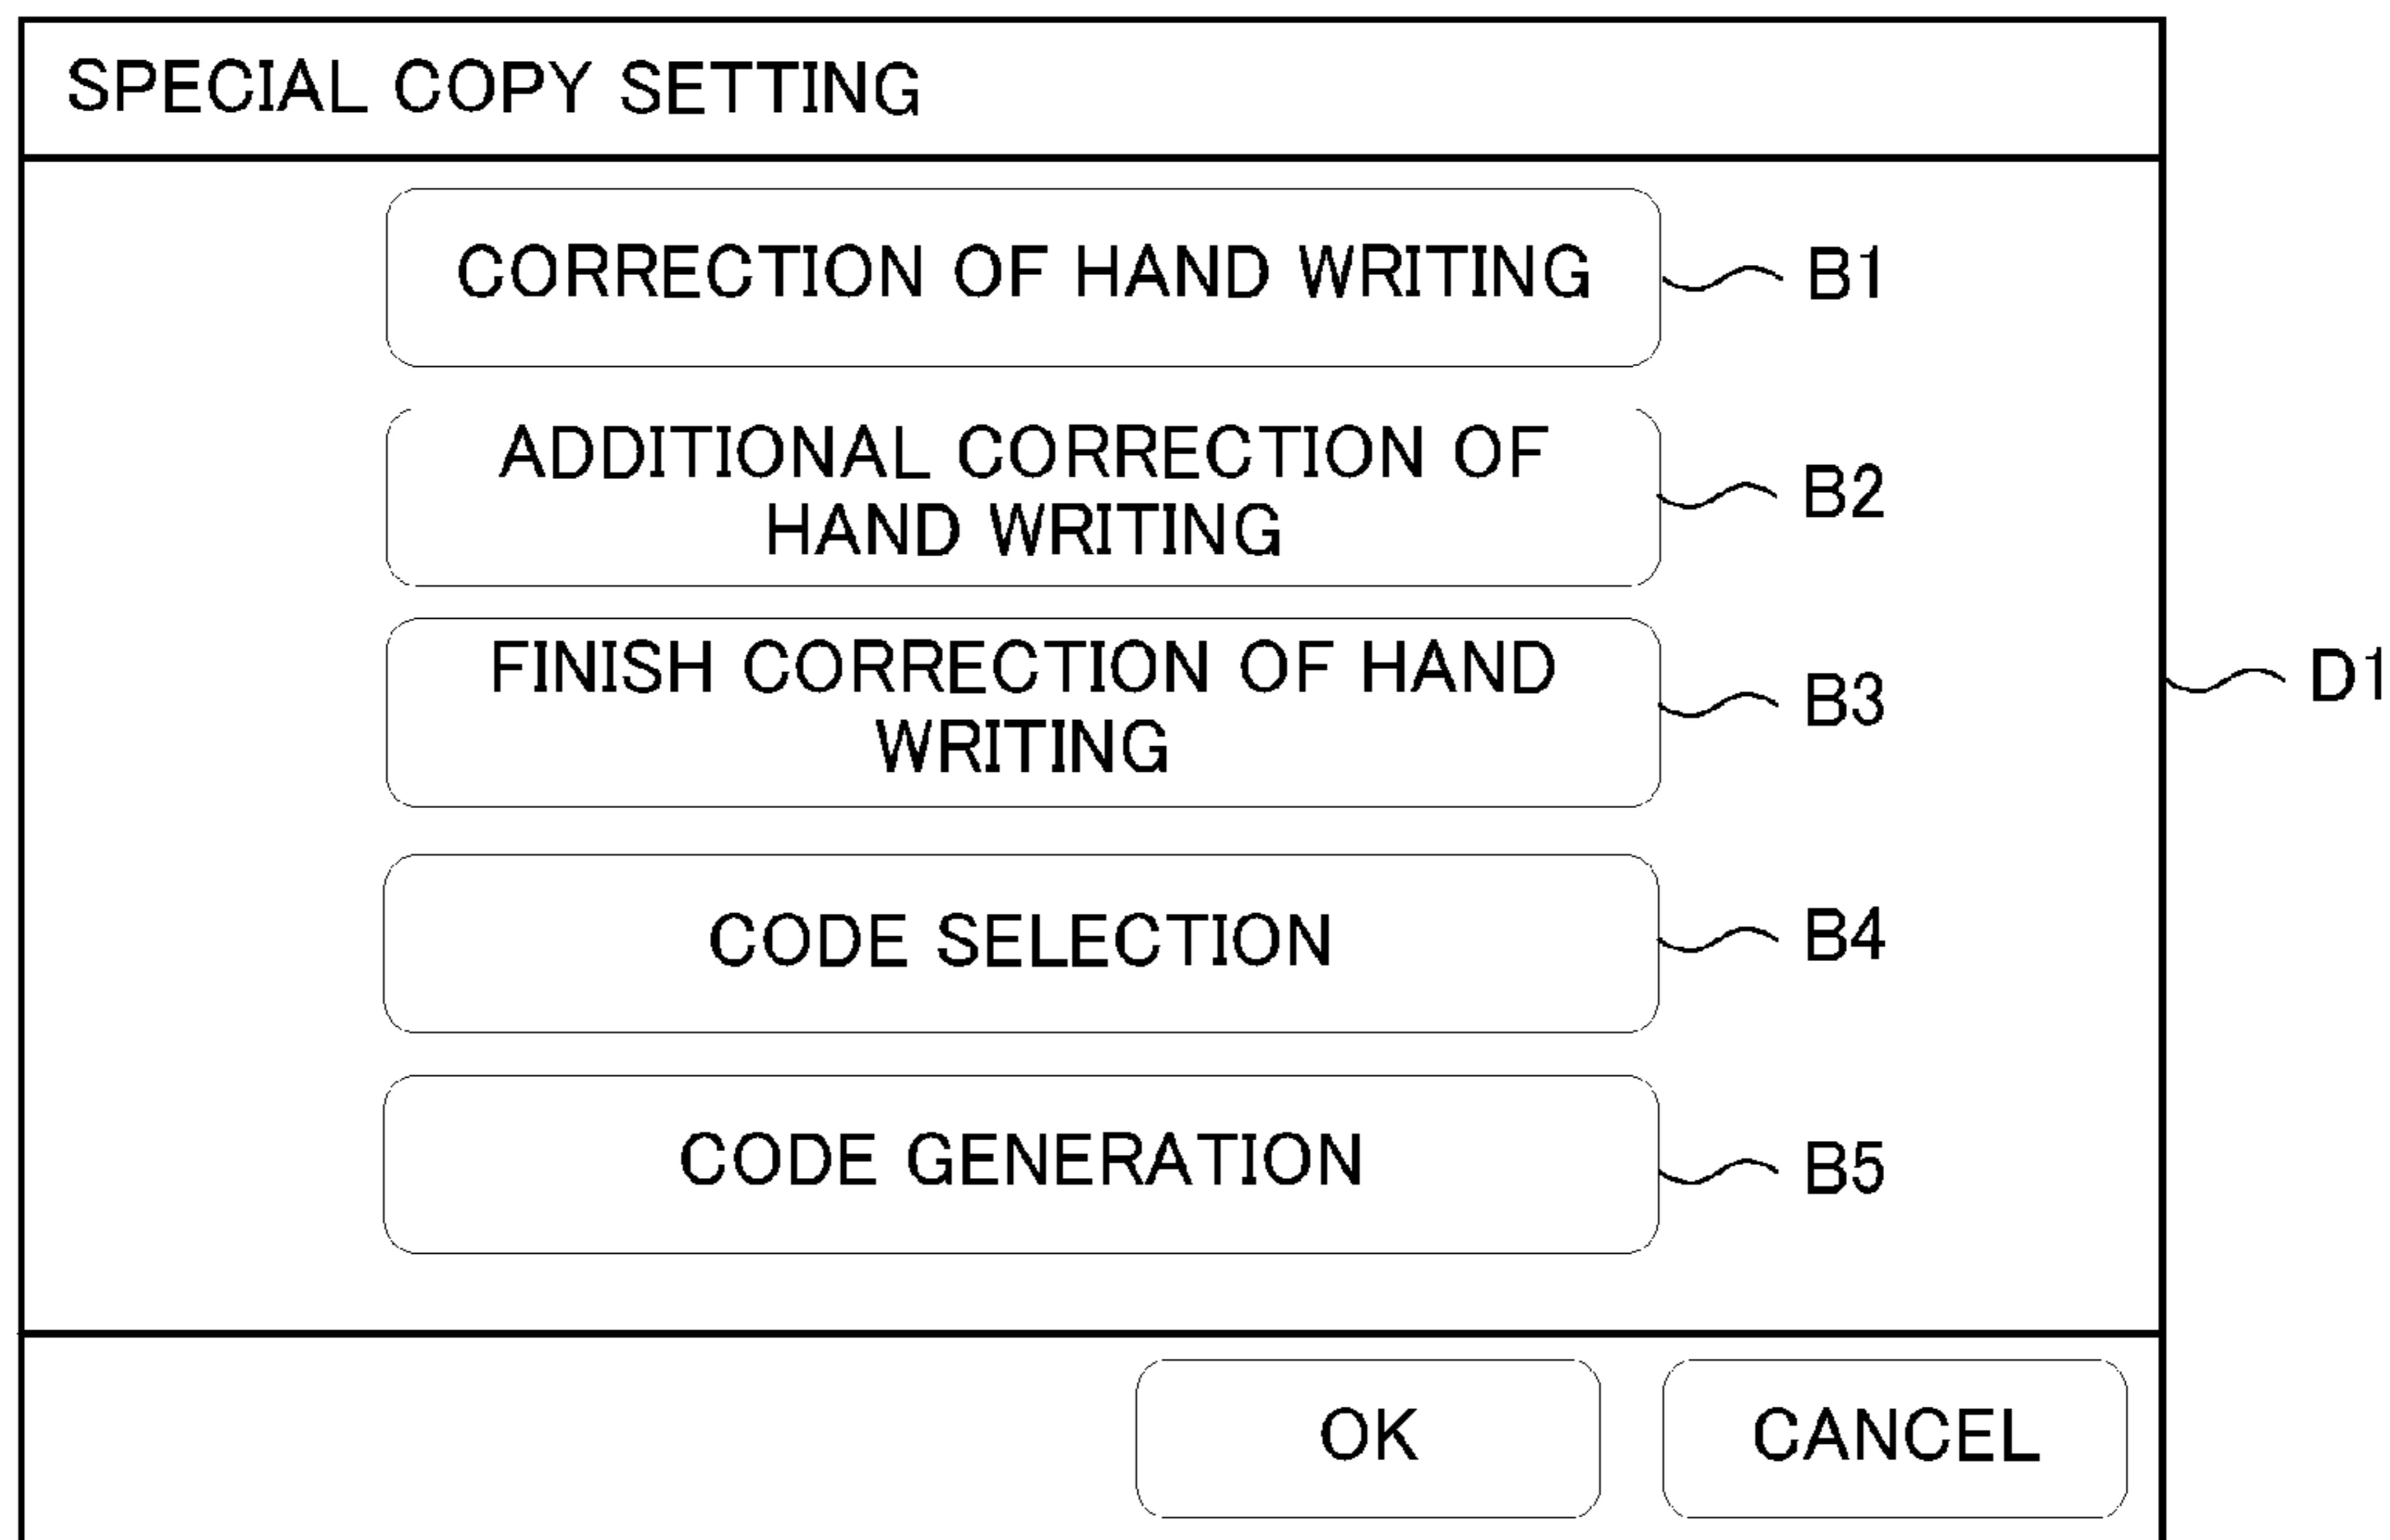 SPECIAL COPY SETTING
CORRECTION OF HAND WRITING
B1
ADDITIONAL CORRECTION OF
HAND WRITING
B2
FINISH CORRECTION OF HAND
WRITING
B3
D1
CODE SELECTION
B4
CODE GENERATION
B5
OK
CANCEL